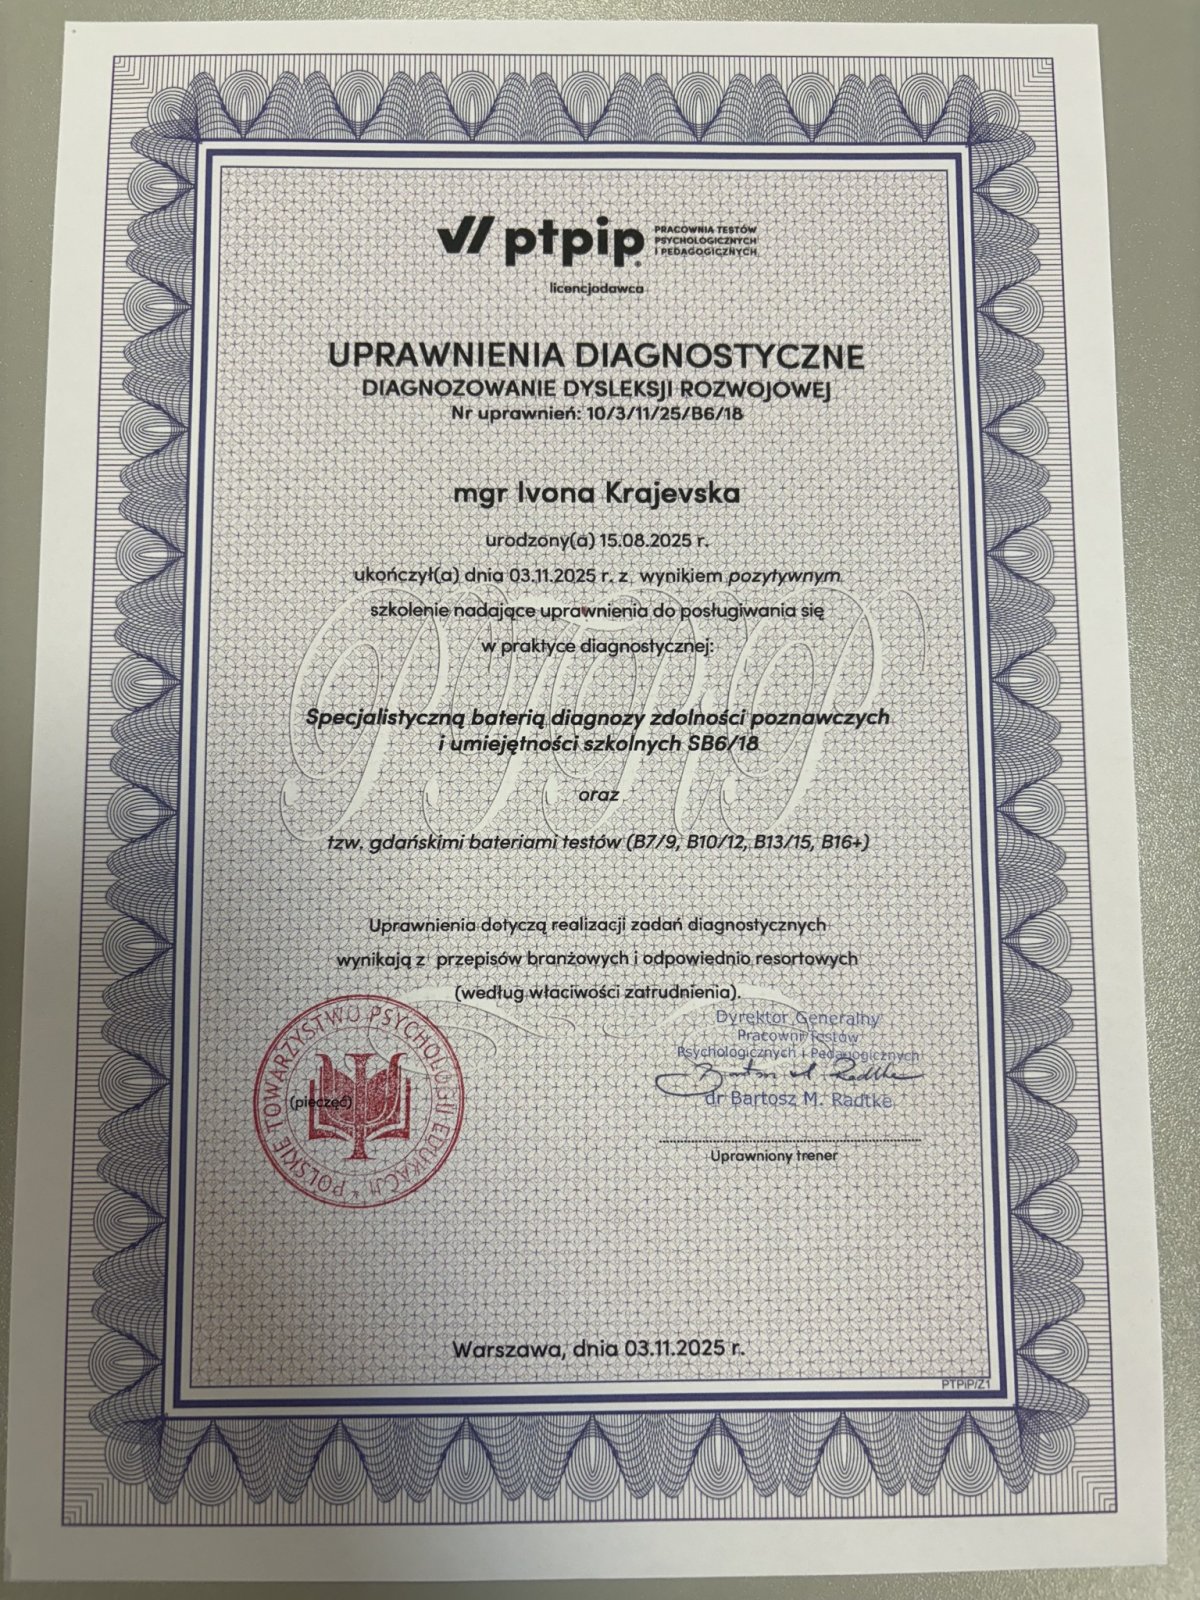 ptpip
PRACOWNIA TESTÓW
PSYCHOLOGICZNYCH
I PEDAGOGICZNYCH
licencjodawca
UPRAWNIENIA DIAGNOSTYCZNE
DIAGNOZOWANIE DYSLEKSJI ROZWOJOWEJ
Nr uprawnień: 10/3/11/25/B6/18
mgr Ivona Krajevska
urodzony(a) 15.08.2025 r.
ukończył(a) dnia 03.11.2025 r. z wynikiem pozytywnym
szkolenie nadające uprawnienia do posługiwania się
w praktyce diagnostycznej:
Specjalistyczną baterią diagnozy zdolności poznawczych
i umiejętności szkolnych SB6/18
oraz
tzw. gdańskimi bateriami testów (B7/9, B10/12, B13/15, B16+)
Uprawnienia dotyczą realizacji zadań diagnostycznych
wynikają z przepisów branżowych i odpowiednio resortowych
(według właciwości zatrudnienia).
POLSKIE TOWARZYSTWO PSYCHOLOGII I EDUKACJI
(pieczęć)
Dyrektor Generalny
Pracowni Testów
Psychologicznych i Pedagogicznych
dr Bartosz M. Radtke
Uprawniony trener
Warszawa, dnia 03.11.2025 r.
PTPiP/Z1